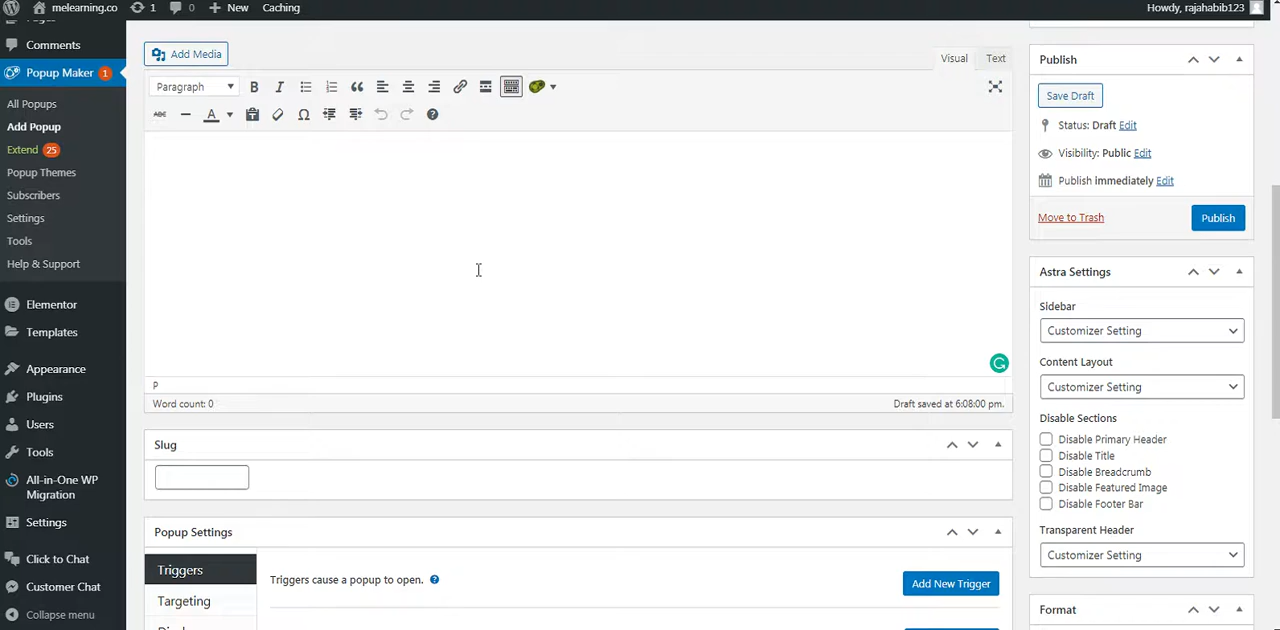 melearning.co 1 0 New Caching Howdy, rajahabib123
Comments
Popup Maker 1
All Popups
Add Popup
Extend 25
Popup Themes
Subscribers
Settings
Tools
Help & Support
Elementor
Templates
Appearance
Plugins
Users
Tools
All-in-One WP
Migration
Settings
Click to Chat
Customer Chat
Collapse menu
Add Media
Visual Text
Paragraph B I
ABC A
P
Word count: 0 Draft saved at 6:08:00 pm.
Slug
Popup Settings
Triggers
Targeting
Triggers cause a popup to open. Add New Trigger
Publish
Save Draft
Status: Draft Edit
Visibility: Public Edit
Publish immediately Edit
Move to Trash Publish
Astra Settings
Sidebar
Customizer Setting
Content Layout
Customizer Setting
Disable Sections
Disable Primary Header
Disable Title
Disable Breadcrumb
Disable Featured Image
Disable Footer Bar
Transparent Header
Customizer Setting
Format